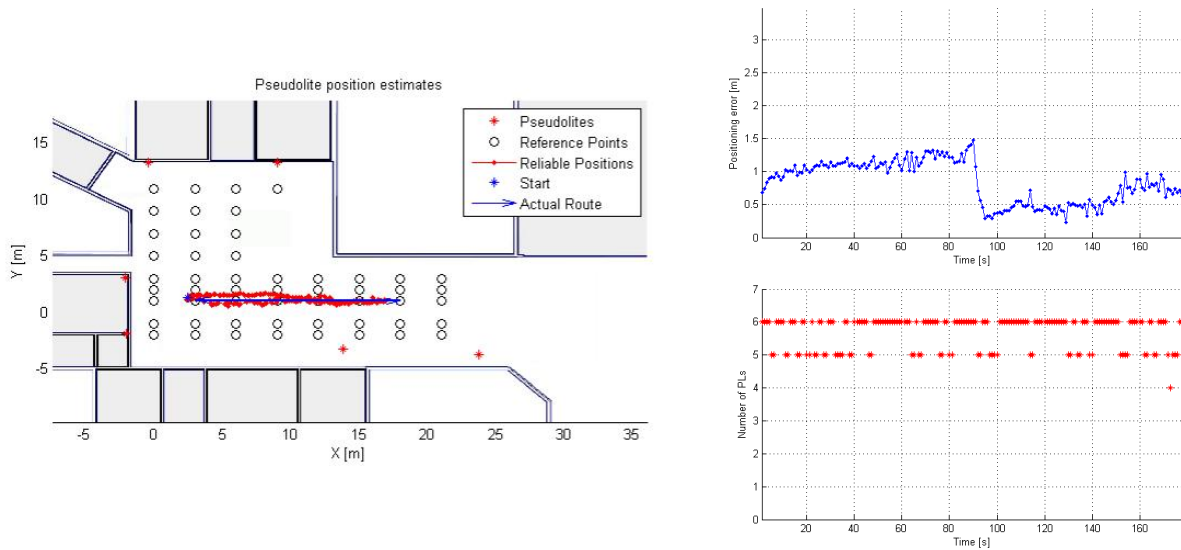 Pseudolite position estimates
Pseudolites
Reference Points
Reliable Positions
Start
Actual Route
Y [m]
15
10
5
0
-5
-5 0 5 10 15 20 25 30 35
X [m]
Positioning error [m]
3.5
3
2.5
2
1.5
1
0.5
0
20 40 60 80 100 120 140 160
Time [s]
Number of PLs
7
6
5
4
3
2
1
0
20 40 60 80 100 120 140 160
Time [s]